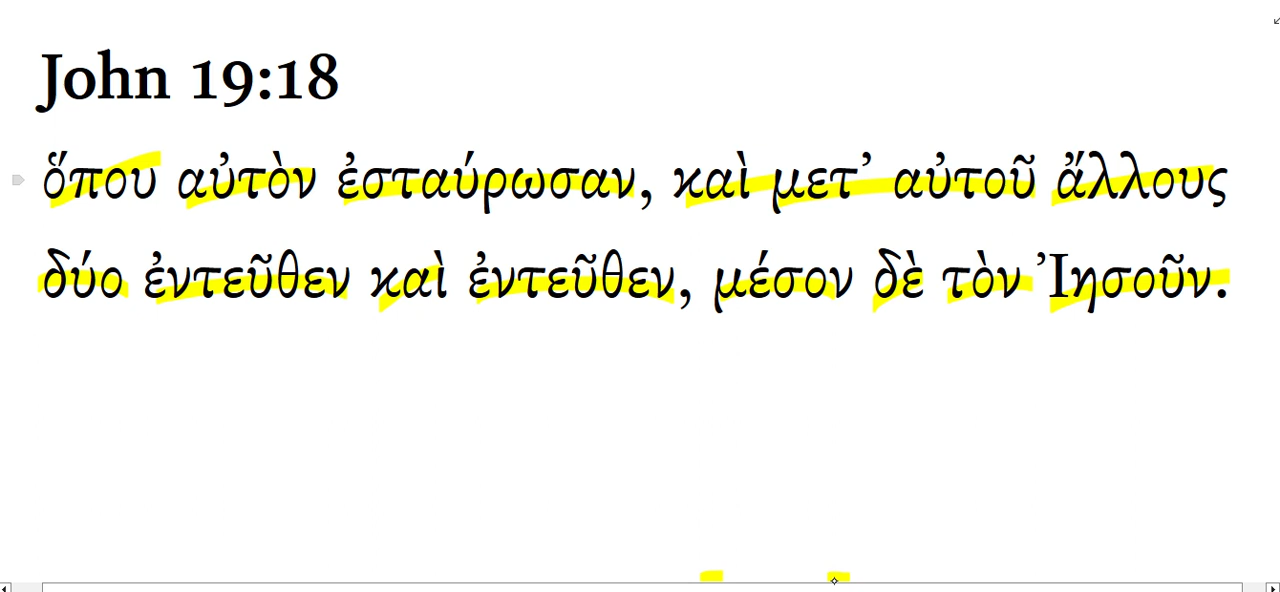 John 19:18
ὅπου αὐτὸν ἐσταύρωσαν, καὶ μετ’ αὐτοῦ ἄλλους
δύο ἐντεῦθεν καὶ ἐντεῦθεν, μέσον δὲ τὸν Ἰησοῦν.